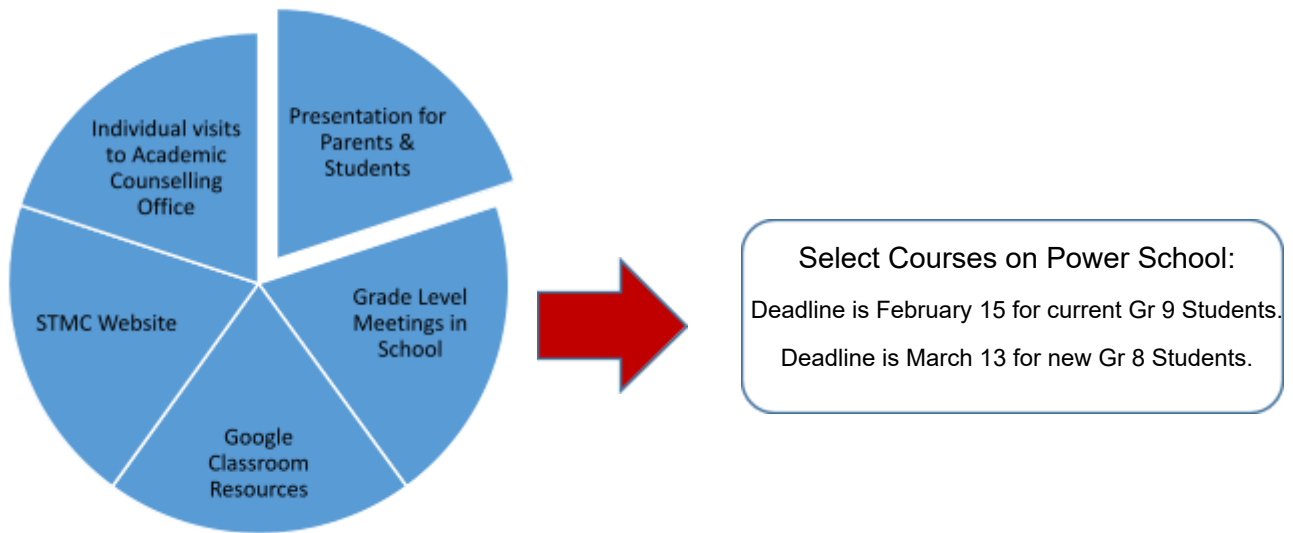 Individual visits
to Academic
Counselling
Office
Presentation for
Parents &
Students
STMC Website
Grade Level
Meetings in
School
Google
Classroom
Resources
Select Courses on Power School:
Deadline is February 15 for current Gr 9 Students.
Deadline is March 13 for new Gr 8 Students.